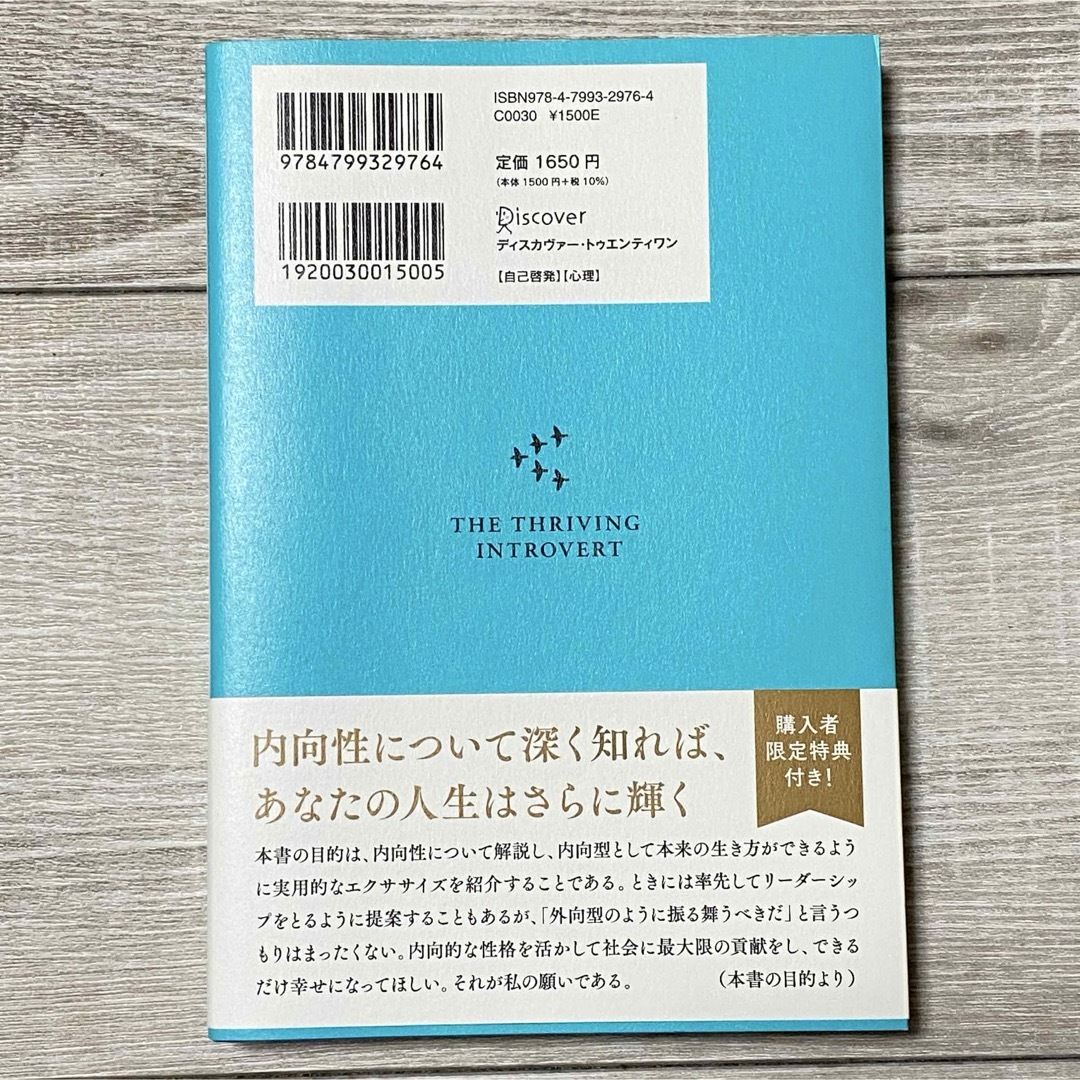 ISBN978-4-7993-2976-4
C0030 ¥1500E
9784799329764
定価 1650 円
(本体 1500 円+税 10%)
Discover
ディスカヴァー・トゥエンティワン
1920030015005
【自己啓発】【心理】
THE THRIVING
INTROVERT
内向性について深く知れば、
あなたの人生はさらに輝く
購入者
限定特典
付き!
本書の目的は、内向性について解説し、内向型として本来の生き方ができるよう
に実用的なエクササイズを紹介することである。ときには率先してリーダーシッ
プをとるように提案することもあるが、「外向型のように振る舞うべきだ」と言うつ
もりはまったくない。内向的な性格を活かして社会に最大限の貢献をし、できる
だけ幸せになってほしい。それが私の願いである。 (本書の目的より)